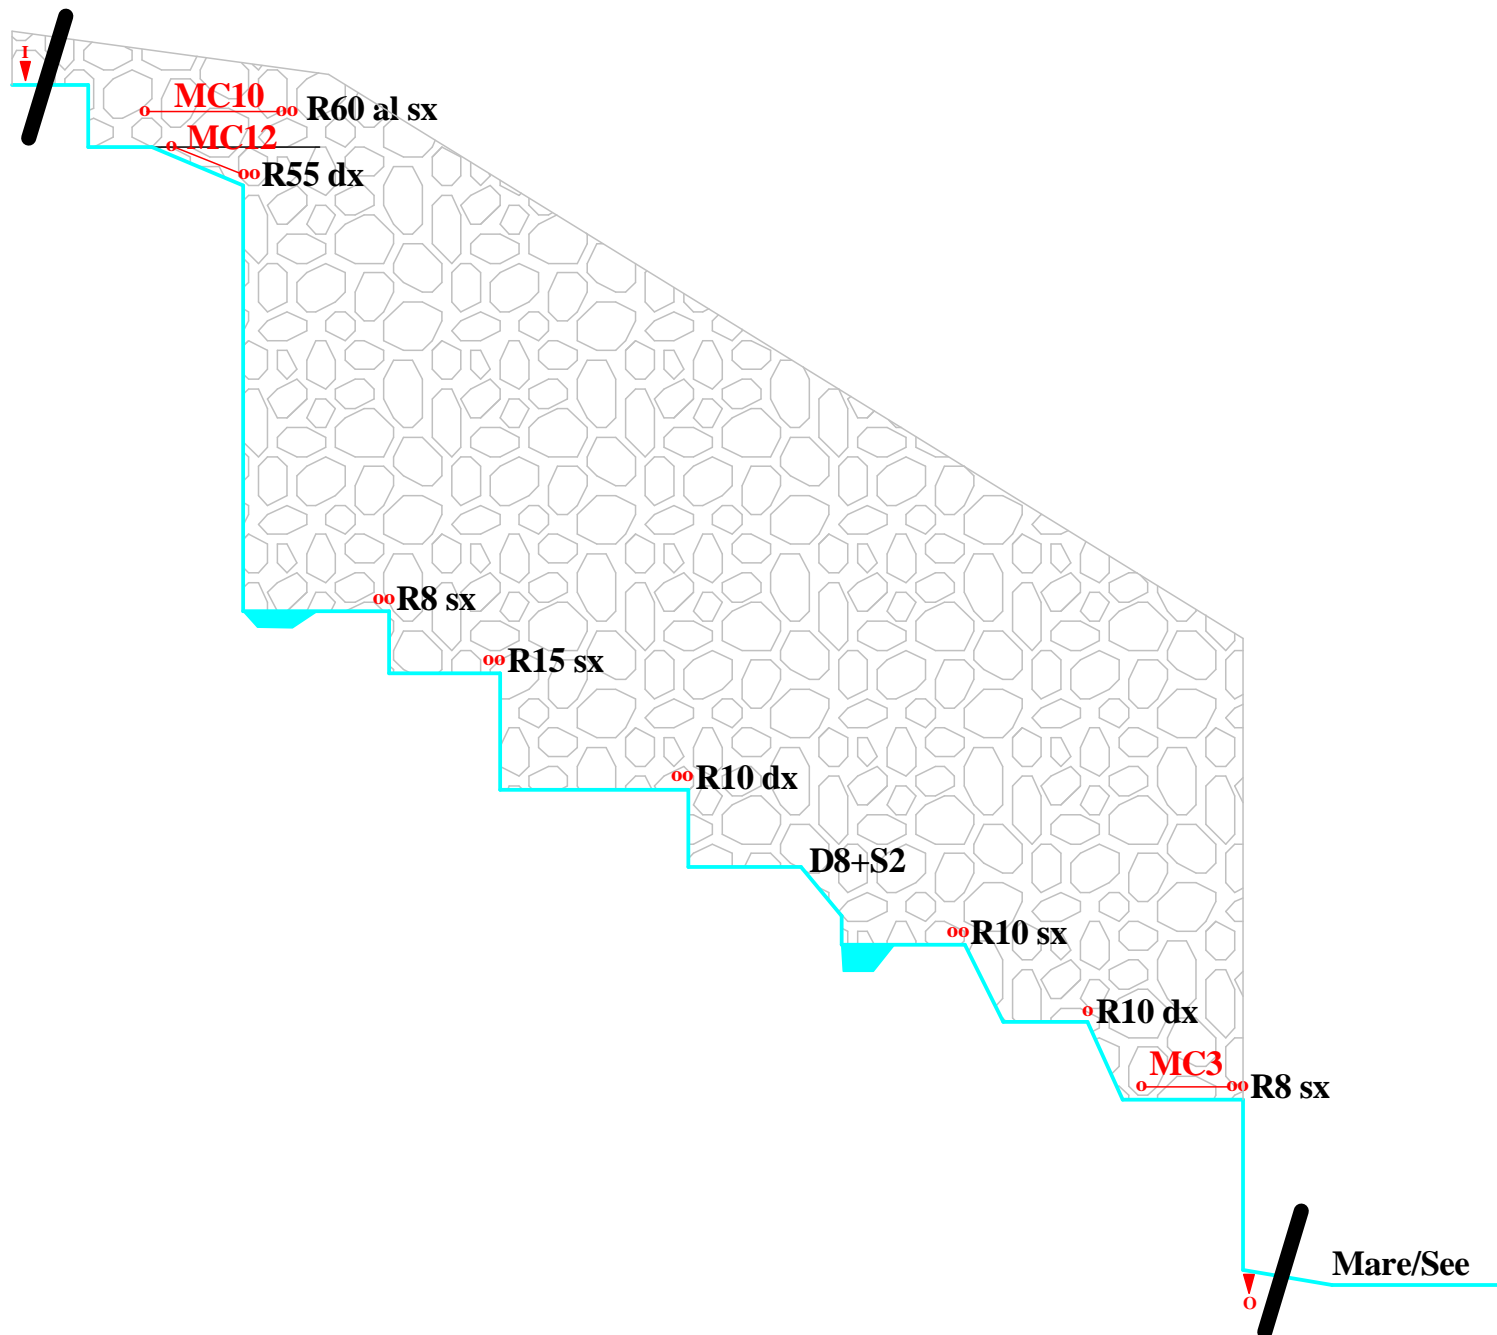 I
MC10
R60 al sx
MC12
R55 dx
R8 sx
R15 sx
R10 dx
D8+S2
R10 sx
R10 dx
MC3
R8 sx
Mare/See
O